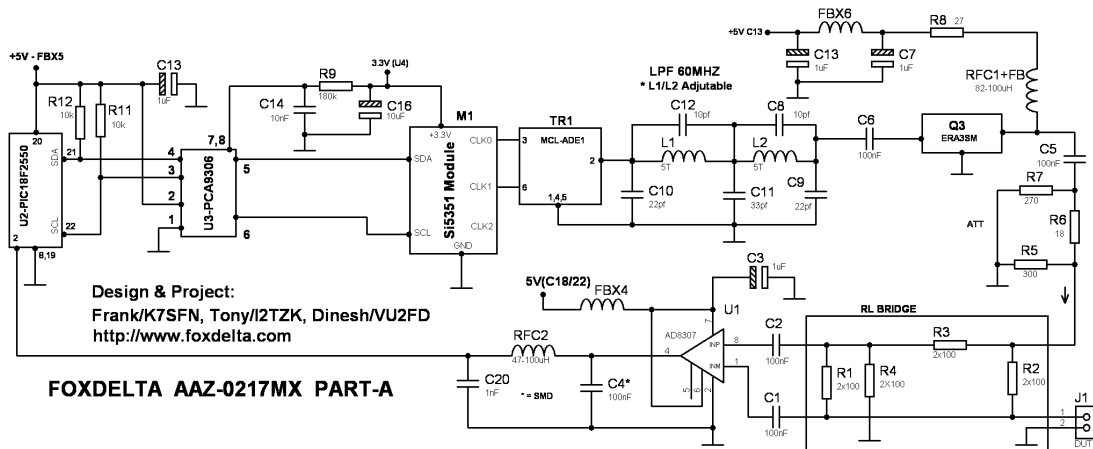 +5V - FBX5
C13
1uF
R12
10k
R11
10k
20
U2-PIC18F2550
SDA
21
SCL
22
2
8,19
7,8
4
3
2
1
U3-PCA9306
5
6
R9
180k
C14
10nF
3.3V (U4)
C16
10uF
M1
+3.3V
Si5351 Module
SDA
SCL
CLK0
CLK1
CLK2
GND
TR1
MCL-ADE1
3
6
2
1,4,5
LPF 60MHZ
* L1/L2 Adjutable
C12
10pf
C8
10pf
L1
5T
L2
5T
C10
22pf
C11
33pf
C9
22pf
C6
100nF
+5V C13
FBX6
C13
1uF
C7
1uF
R8
27
RFC1+FB
82-100uH
Q3
ERA3SM
C5
100nF
R7
270
R6
18
ATT
R5
300
Design & Project:
Frank/K7SFN, Tony/I2TZK, Dinesh/VU2FD
http://www.foxdelta.com
FOXDELTA AAZ-0217MX PART-A
5V(C18/22)
FBX4
C3
1uF
U1
AD8307
7
INP
8
INM
1
4
5
6
2
RFC2
47-100uH
C20
1nF
* = SMD
C4*
100nF
C2
100nF
C1
100nF
RL BRIDGE
R3
2x100
R1
2x100
R4
2X100
R2
2x100
J1
1
2
DUT